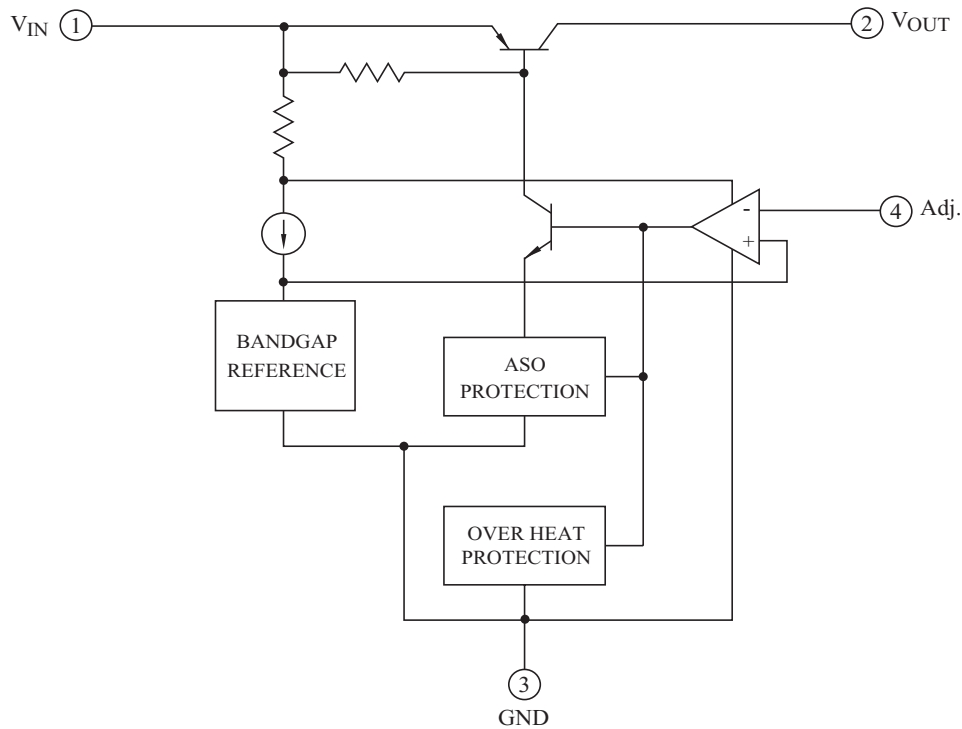 VIN 1
2 VOUT
4 Adj.
-
+
BANDGAP
REFERENCE
ASO
PROTECTION
OVER HEAT
PROTECTION
3
GND